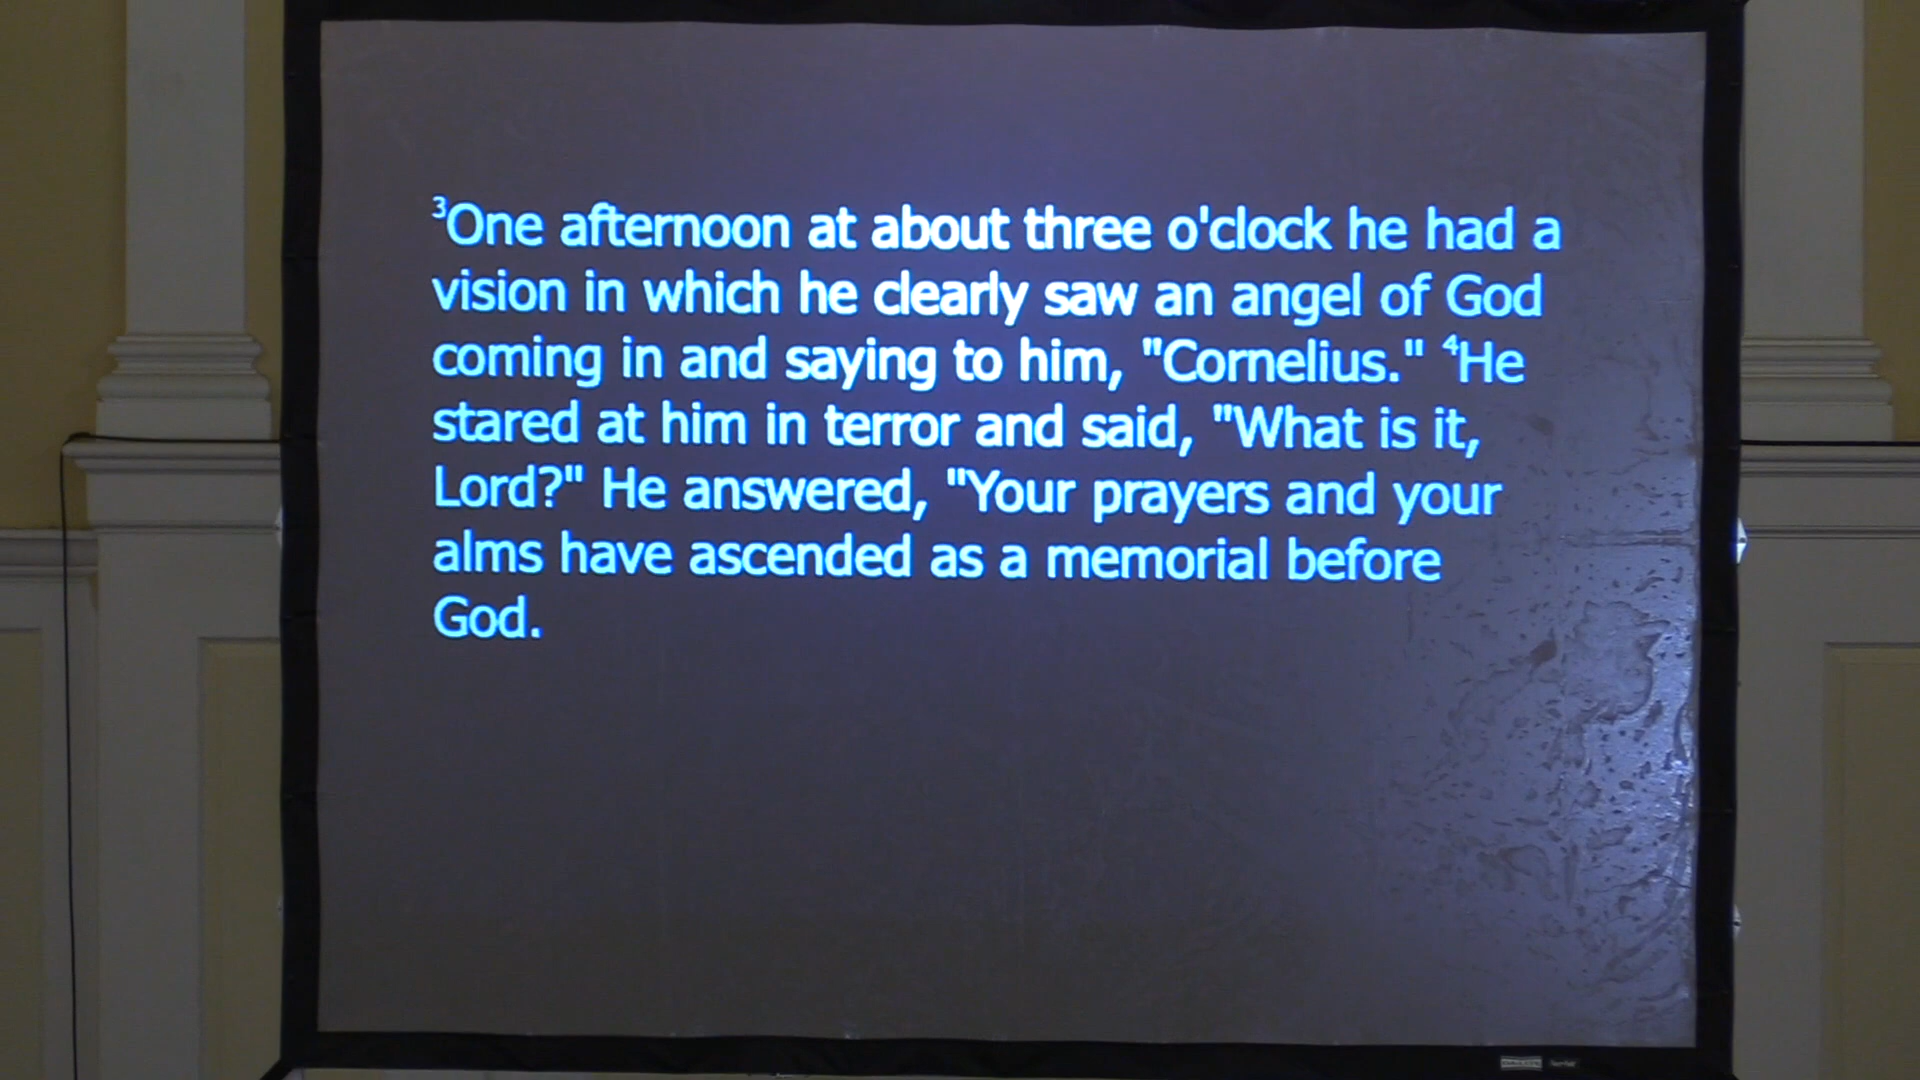 ³One afternoon at about three o'clock he had a
vision in which he clearly saw an angel of God
coming in and saying to him, "Cornelius." ⁴He
stared at him in terror and said, "What is it,
Lord?" He answered, "Your prayers and your
alms have ascended as a memorial before
God.